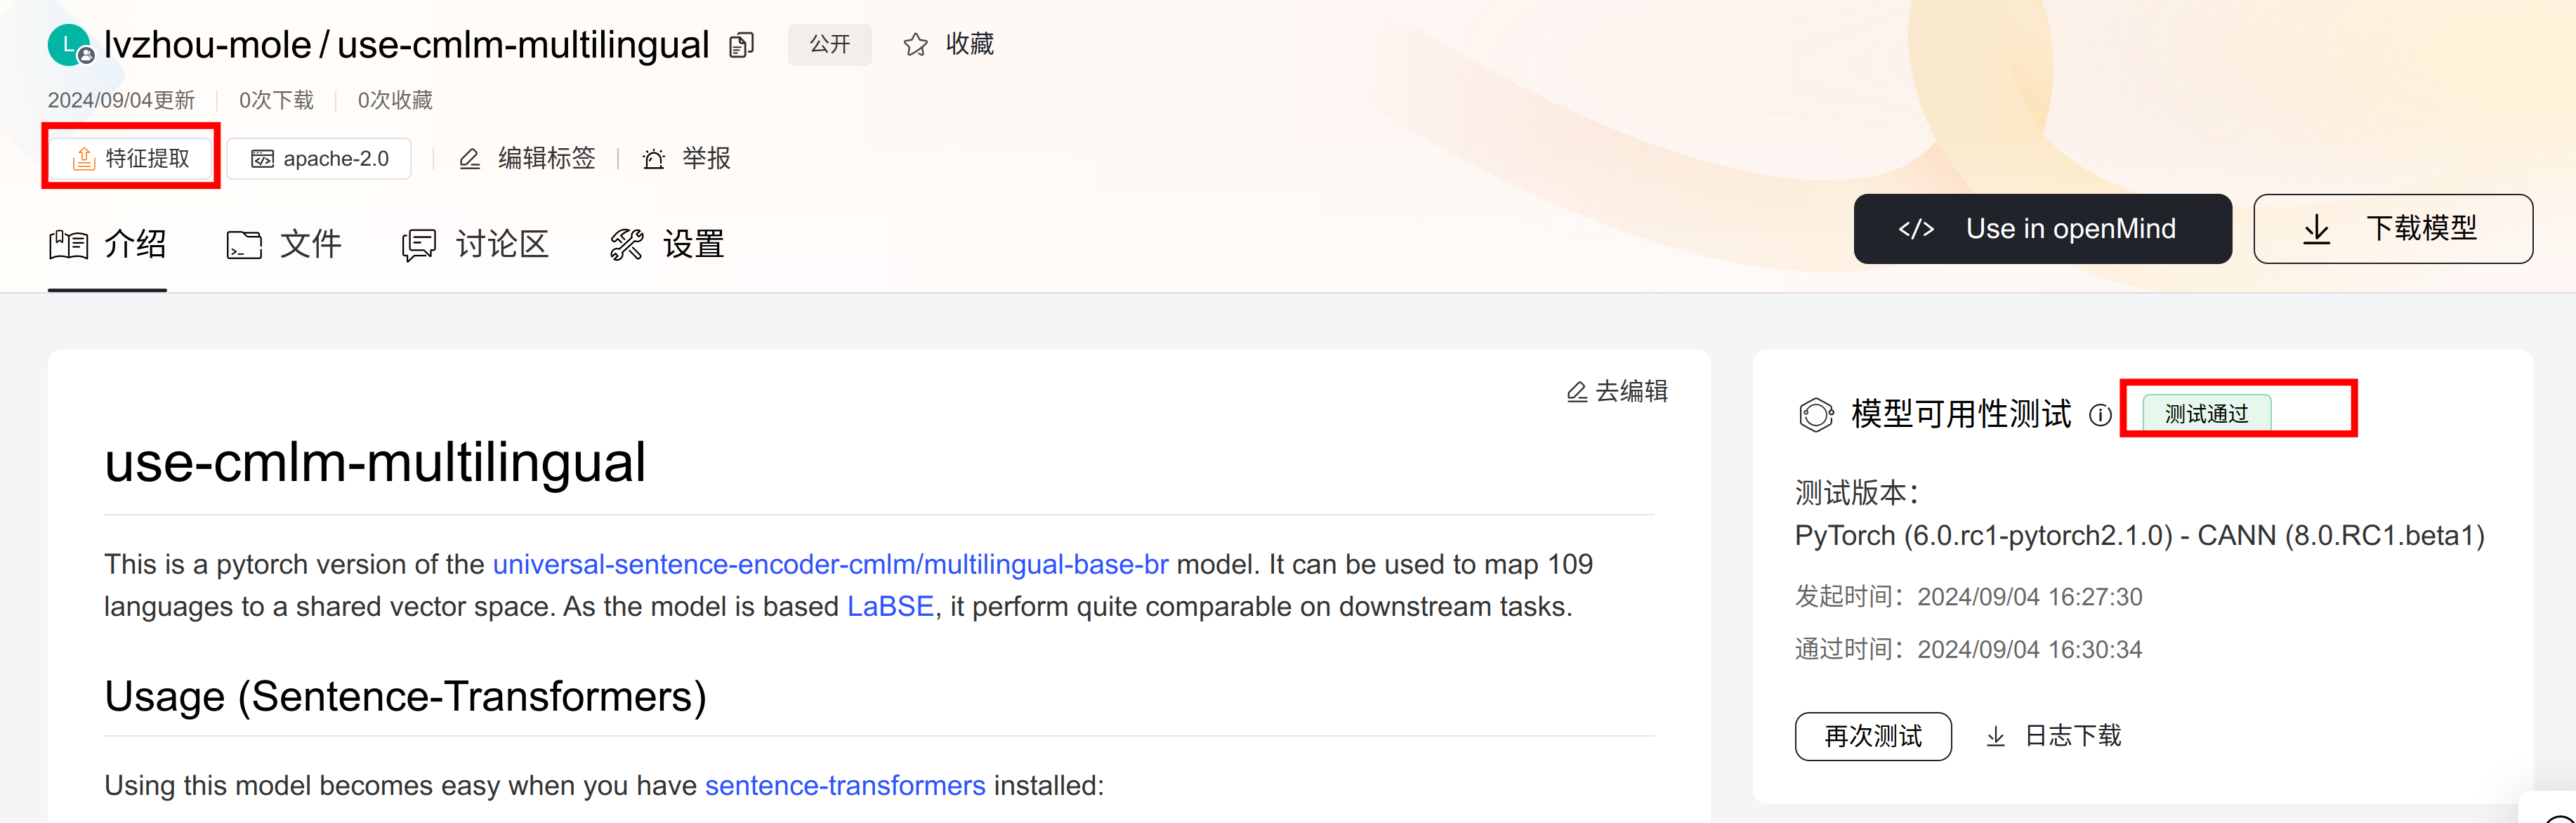 L lvzhou-mole / use-cmlm-multilingual 公开 收藏
2024/09/04更新 0次下载 0次收藏
特征提取 apache-2.0 编辑标签 举报
介绍 文件 讨论区 设置
</> Use in openMind 下载模型
去编辑
use-cmlm-multilingual
This is a pytorch version of the universal-sentence-encoder-cmlm/multilingual-base-br model. It can be used to map 109
languages to a shared vector space. As the model is based LaBSE, it perform quite comparable on downstream tasks.
Usage (Sentence-Transformers)
Using this model becomes easy when you have sentence-transformers installed:
模型可用性测试 测试通过
测试版本：
PyTorch (6.0.rc1-pytorch2.1.0) - CANN (8.0.RC1.beta1)
发起时间：2024/09/04 16:27:30
通过时间：2024/09/04 16:30:34
再次测试 日志下载